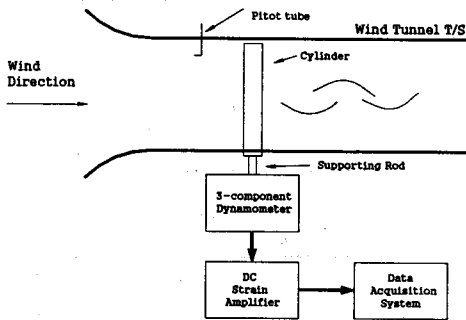 Pitot tube
Wind Tunnel T/S
Cylinder
Wind
Direction
Supporting Rod
3-component
Dynamometer
DC
Strain
Amplifier
Data
Acquisition
System